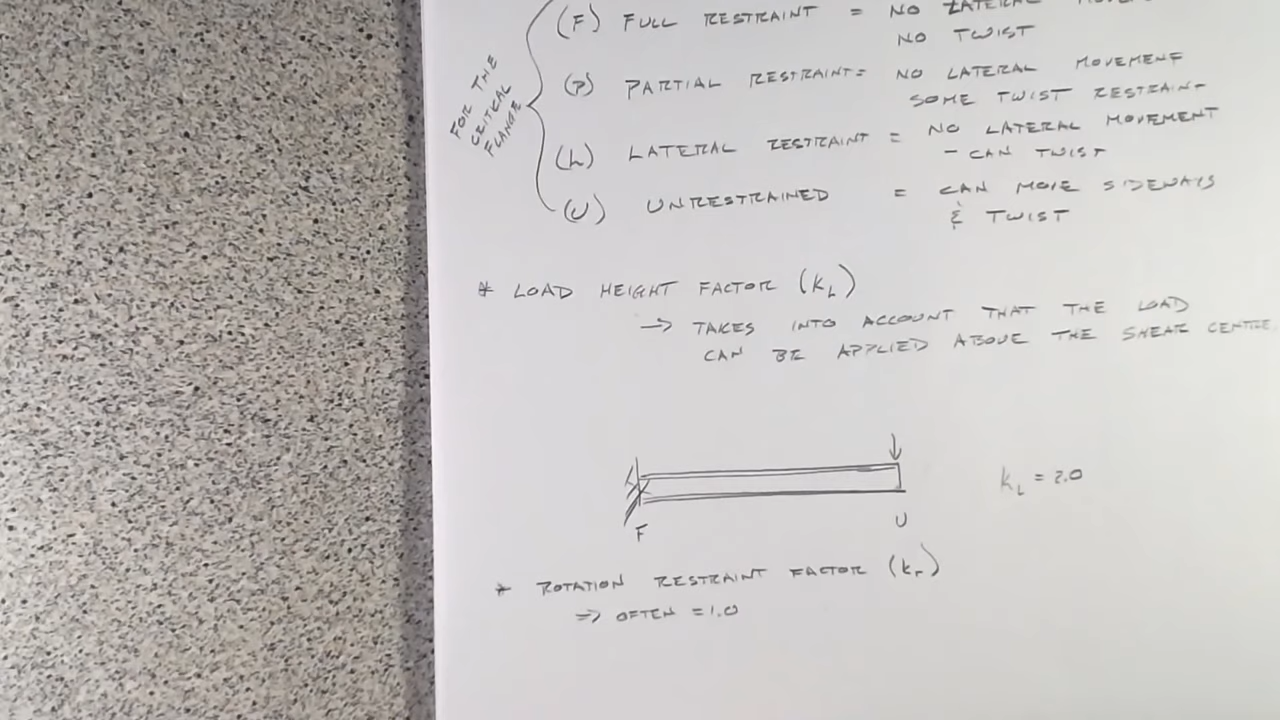 (F) FULL RESTRAINT = NO LATERAL
NO TWIST
(P) PARTIAL RESTRAINT = NO LATERAL MOVEMENT
SOME TWIST RESTRAINT
(L) LATERAL RESTRAINT = NO LATERAL MOVEMENT
- CAN TWIST
(U) UNRESTRAINED = CAN MOVE SIDEWAYS
& TWIST
FOR THE
CRITICAL
FLANGE
* LOAD HEIGHT FACTOR (kL)
→ TAKES INTO ACCOUNT THAT THE LOAD
CAN BE APPLIED ABOVE THE SHEAR CENTRE
kL = 2.0
F U
* ROTATION RESTRAINT FACTOR (kr)
⇒ OFTEN = 1.0